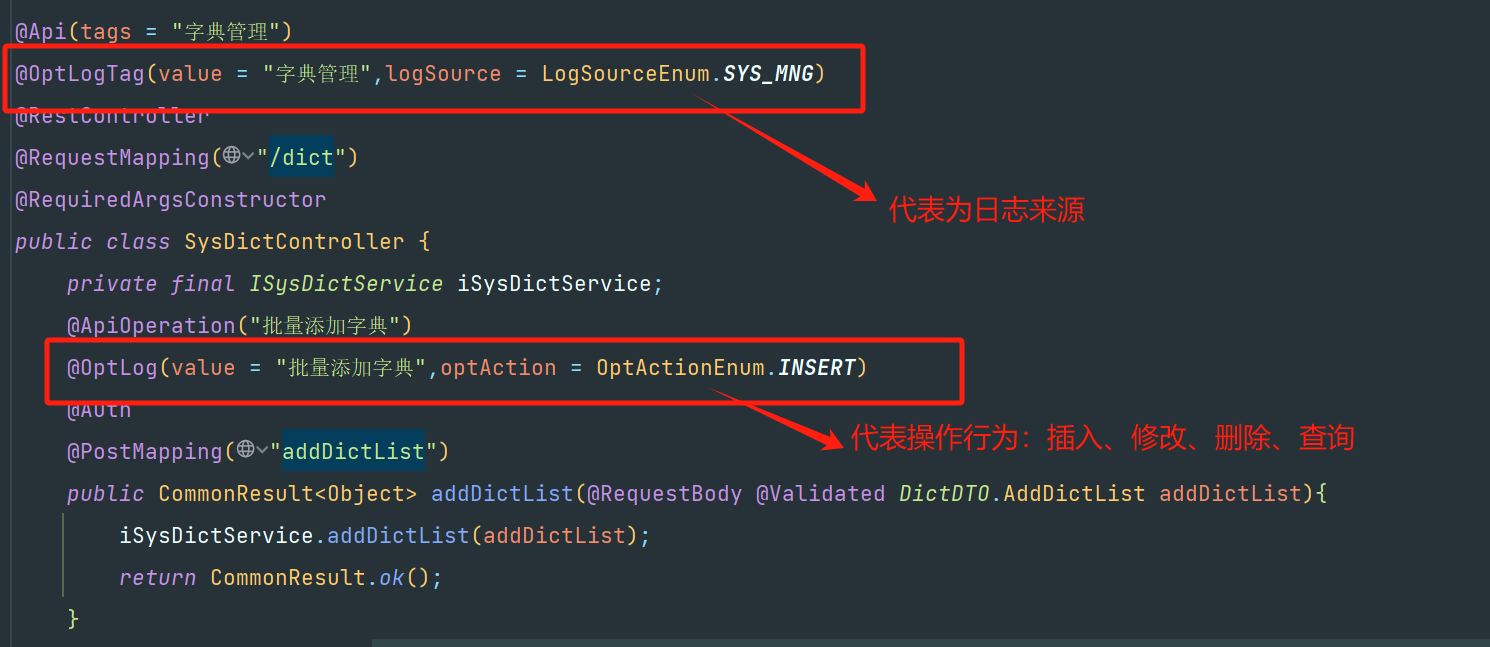 @Api(tags = "字典管理")
@OptLogTag(value = "字典管理",logSource = LogSourceEnum.SYS_MNG)
@RestController
@RequestMapping("/dict")
代表为日志来源
@RequiredArgsConstructor
public class SysDictController {
private final ISysDictService iSysDictService;
@ApiOperation("批量添加字典")
@OptLog(value = "批量添加字典",optAction = OptActionEnum.INSERT)
@Auth
代表操作行为：插入、修改、删除、查询
@PostMapping("addDictList")
public CommonResult<Object> addDictList(@RequestBody @Validated DictDTO.AddDictList addDictList){
iSysDictService.addDictList(addDictList);
return CommonResult.ok();
}